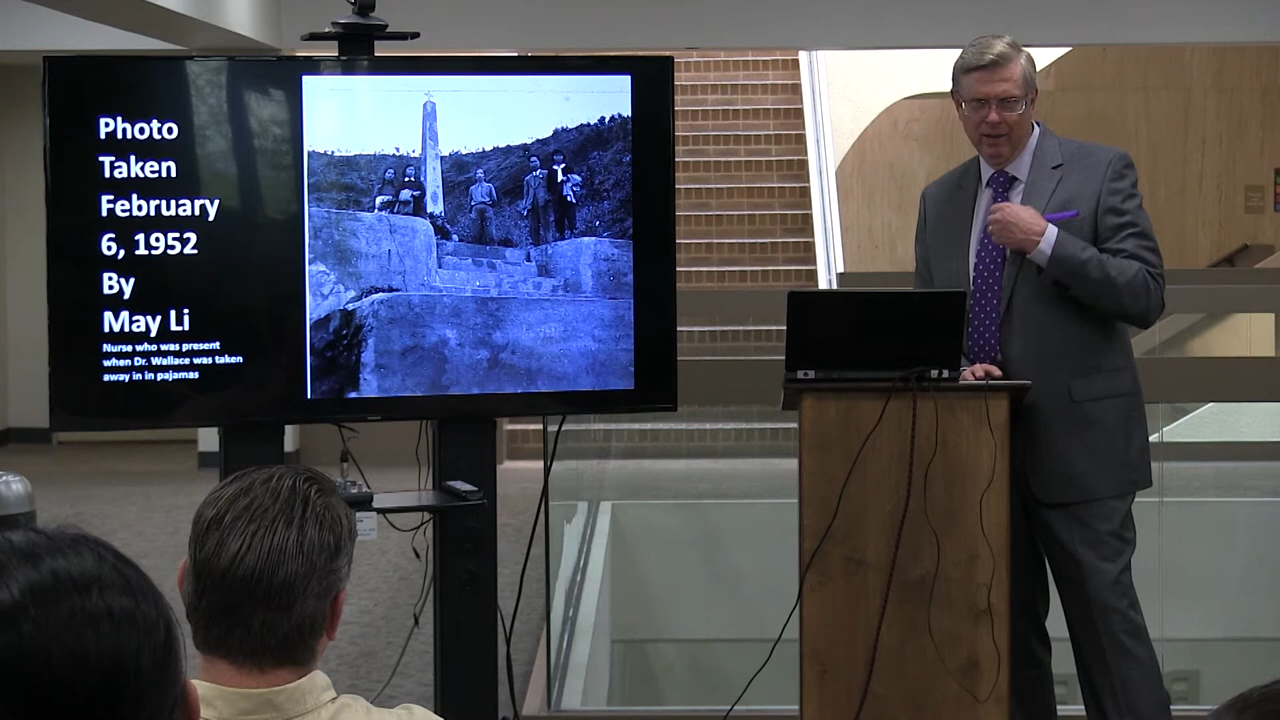 Photo
Taken
February
6, 1952
By
May Li
Nurse who was present
when Dr. Wallace was taken
away in in pajamas